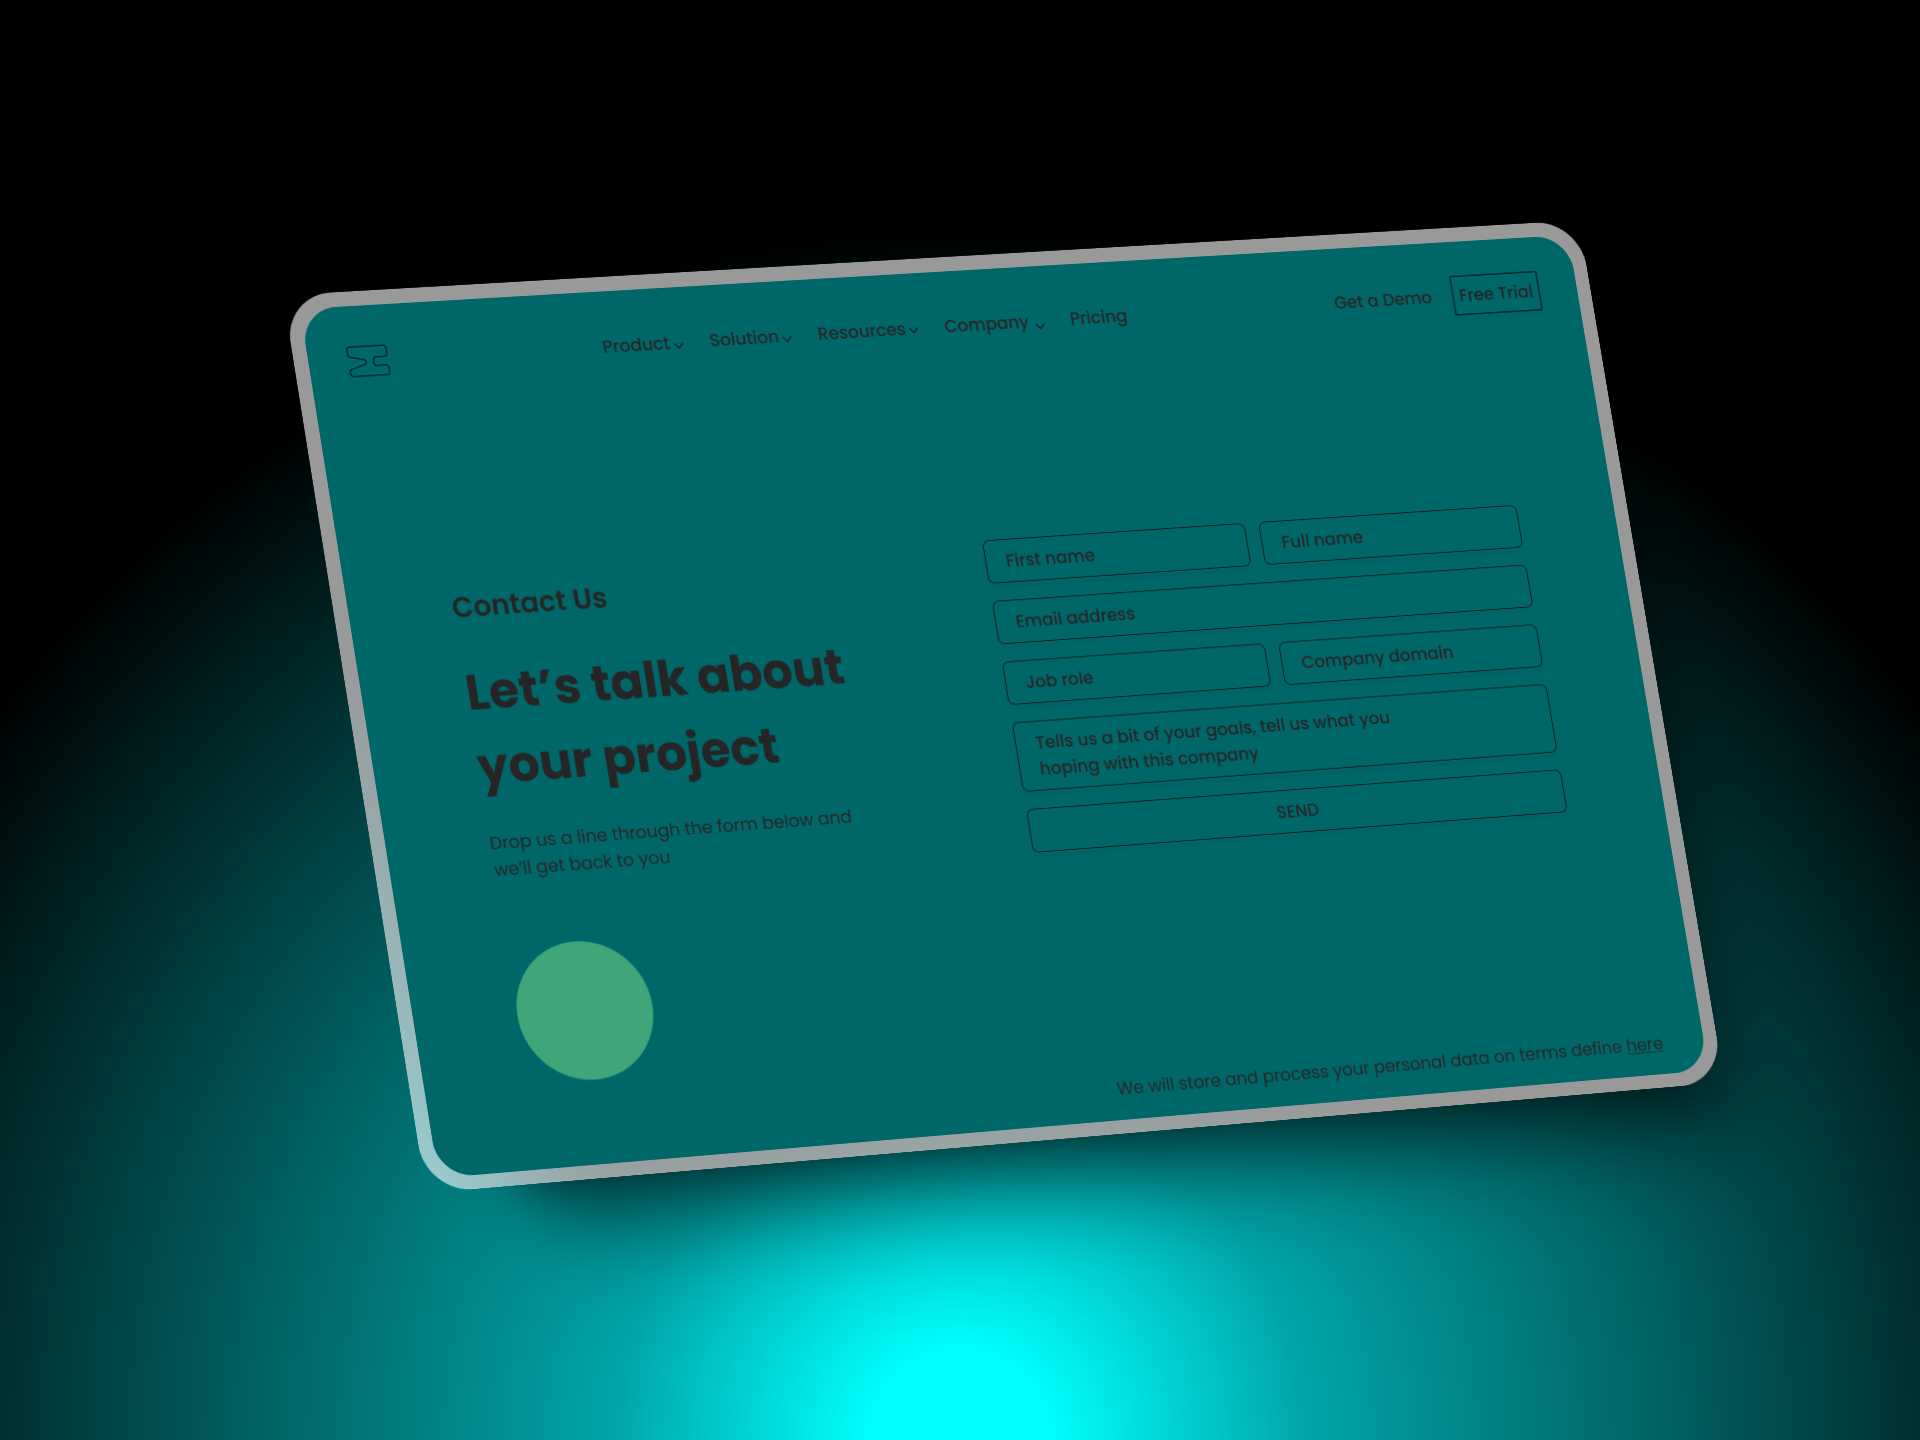 Product
Solution
Resources
Company
Pricing
Get a Demo
Free Trial
Contact Us
Let’s talk about
your project
Drop us a line through the form below and
we’ll get back to you
First name
Full name
Email address
Job role
Company domain
Tells us a bit of your goals, tell us what you
hoping with this company
SEND
We will store and process your personal data on terms define here